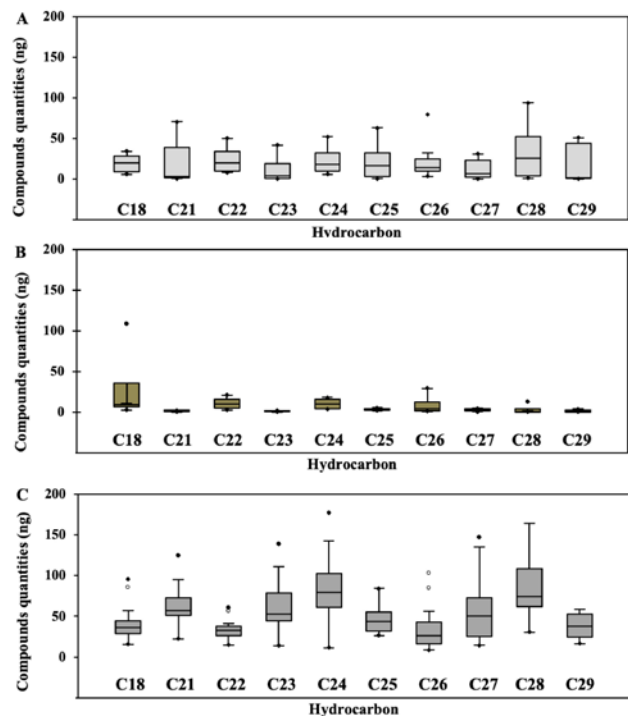 A
Compounds quantities (ng)
200
150
100
50
0
C18 C21 C22 C23 C24 C25 C26 C27 C28 C29
Hvdrocarbon
B
Compounds quantities (ng)
200
150
100
50
0
C18 C21 C22 C23 C24 C25 C26 C27 C28 C29
Hydrocarbon
C
Compounds quantities (ng)
200
150
100
50
0
C18 C21 C22 C23 C24 C25 C26 C27 C28 C29
Hydrocarbon